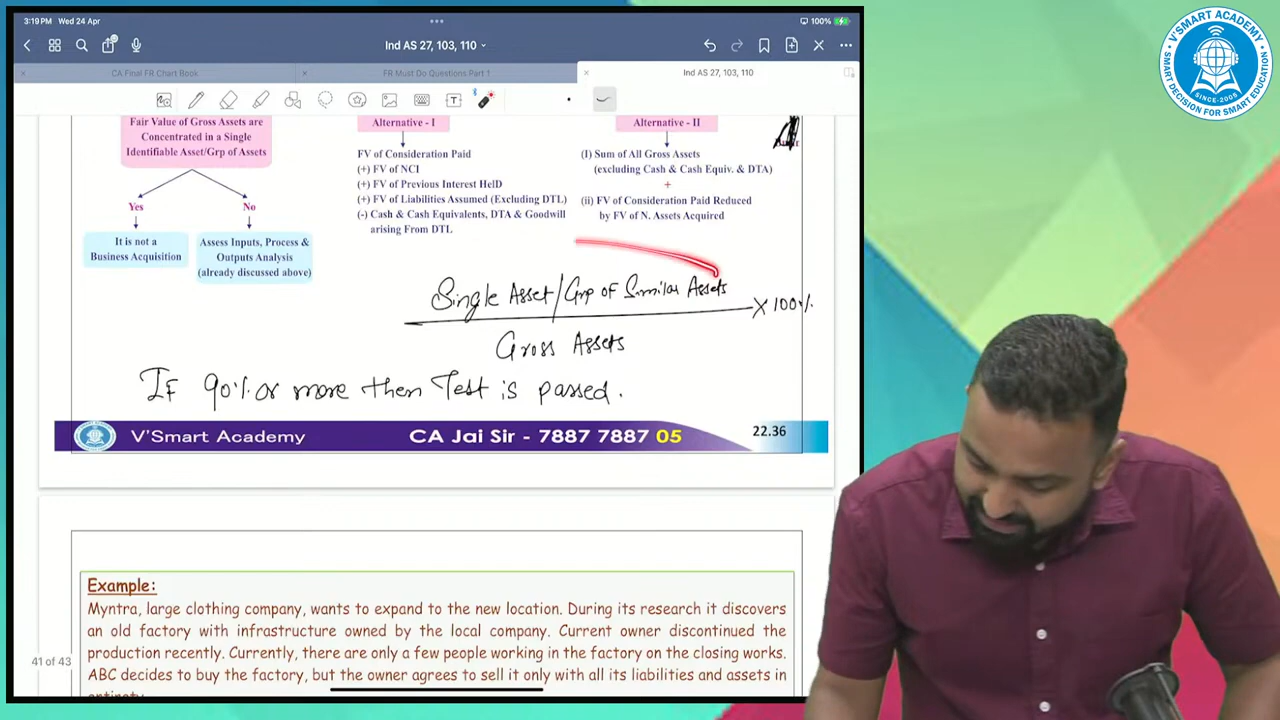 3:19 PM Wed 24 Apr
100%
Ind AS 27, 103, 110
CA Final FR Chart Book
FR Must Do Questions Part 1
Ind AS 27, 103, 110
Fair Value of Gross Assets are
Concentrated in a Single
Identifiable Asset/Grp of Assets
Yes
No
It is not a
Business Acquisition
Assess Inputs, Process &
Outputs Analysis
(already discussed above)
Alternative - I
FV of Consideration Paid
(+) FV of NCI
(+) FV of Previous Interest HelD
(+) FV of Liabilities Assumed (Excluding DTL)
(-) Cash & Cash Equivalents, DTA & Goodwill
arising From DTL
Alternative - II
(I) Sum of All Gross Assets
(excluding Cash & Cash Equiv. & DTA)
+
(ii) FV of Consideration Paid Reduced
by FV of N. Assets Acquired
Single Asset/Grp of Similar Assets
X 100%
Gross Assets
IF 90% or more then Test is passed.
V'Smart Academy
CA Jai Sir - 7887 7887 05
22.36
Example:
Myntra, large clothing company, wants to expand to the new location. During its research it discovers
an old factory with infrastructure owned by the local company. Current owner discontinued the
production recently. Currently, there are only a few people working in the factory on the closing works.
ABC decides to buy the factory, but the owner agrees to sell it only with all its liabilities and assets in
41 of 43
V'SMART ACADEMY
SMART DECISION FOR SMART EDUCATION
SINCE-2005